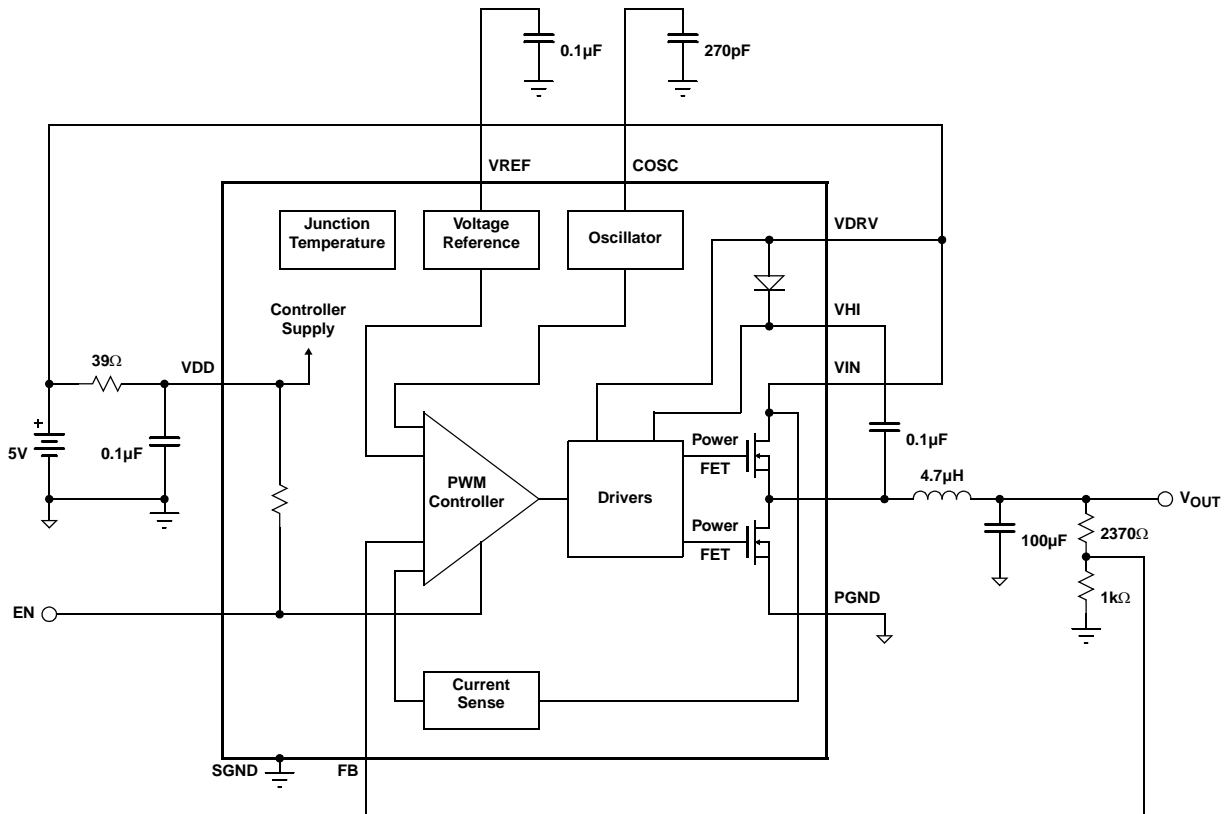 0.1µF
270pF
VREF
COSC
Junction
Temperature
Voltage
Reference
Oscillator
VDRV
Controller
Supply
VHI
39Ω
VDD
VIN
+
5V
0.1µF
PWM
Controller
Drivers
Power
FET
Power
FET
0.1µF
4.7µH
VOUT
100µF
2370Ω
1kΩ
EN
PGND
Current
Sense
SGND
FB